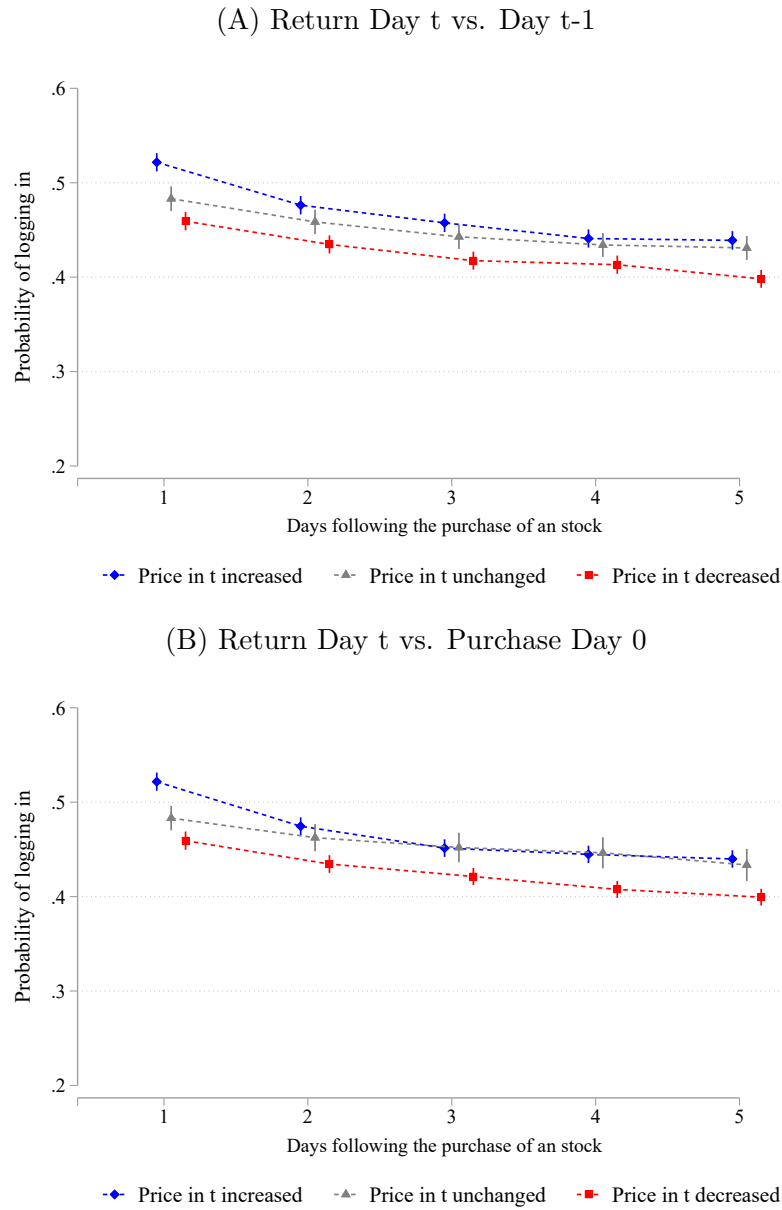 (A) Return Day t vs. Day t-1
.6
.5
.4
.3
.2
Probability of logging in
1 2 3 4 5
Days following the purchase of an stock
Price in t increased Price in t unchanged Price in t decreased
(B) Return Day t vs. Purchase Day 0
.6
.5
.4
.3
.2
Probability of logging in
1 2 3 4 5
Days following the purchase of an stock
Price in t increased Price in t unchanged Price in t decreased